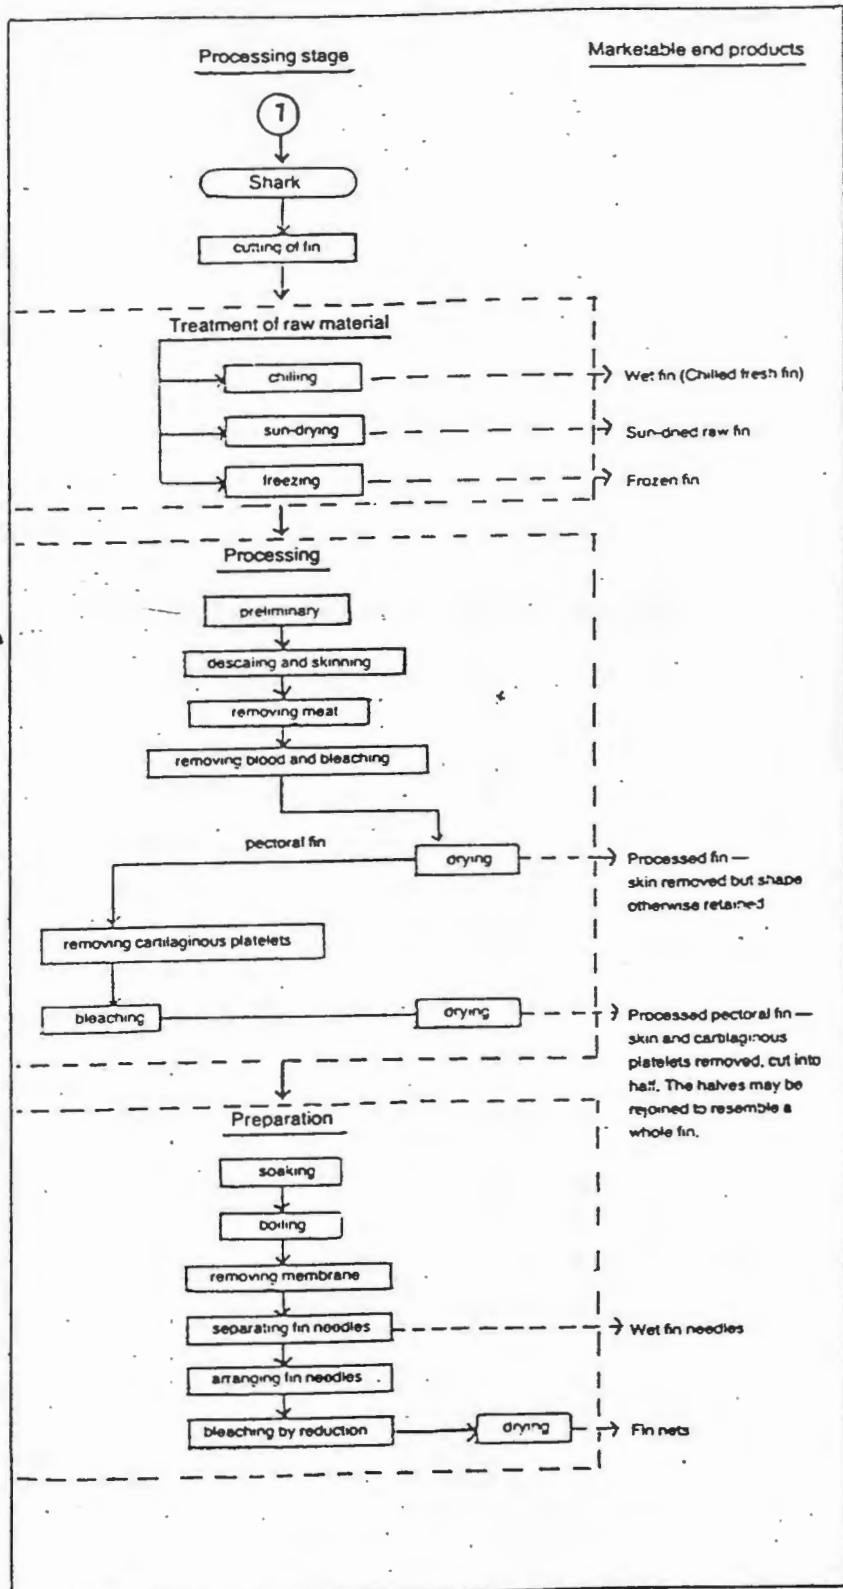 Processing stage
Marketable end products
1
Shark
cutting of fin
Treatment of raw material
chilling
Wet fin (Chilled fresh fin)
sun-drying
Sun-dried raw fin
freezing
Frozen fin
Processing
preliminary
descaling and skinning
removing meat
removing blood and bleaching
pectoral fin
drying
Processed fin —
skin removed but shape
otherwise retained
removing cartilaginous platelets
bleaching
drying
Processed pectoral fin —
skin and cartilaginous
platelets removed, cut into
half. The halves may be
rejoined to resemble a
whole fin.
Preparation
soaking
boiling
removing membrane
separating fin needles
Wet fin needles
arranging fin needles
bleaching by reduction
drying
Fin nets